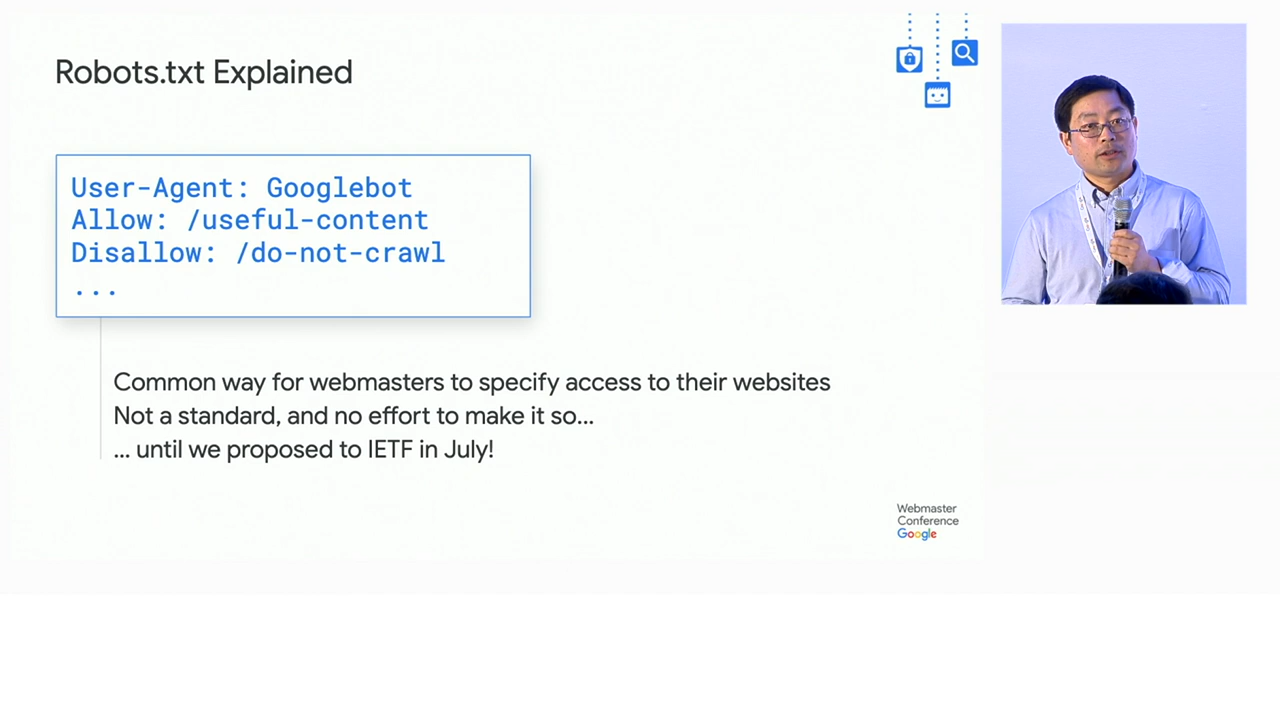 Robots.txt Explained
User-Agent: Googlebot
Allow: /useful-content
Disallow: /do-not-crawl
...
Common way for webmasters to specify access to their websites
Not a standard, and no effort to make it so...
... until we proposed to IETF in July!
Webmaster
Conference
Google